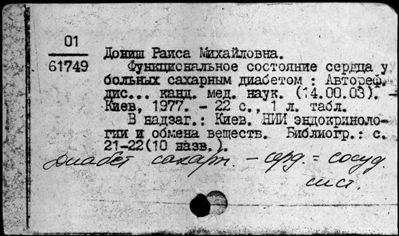 01
61749
Дониш Раиса Михайловна.
Функциональное состояние сердца у
больных сахарным диабетом : Автореф.
дис... канд. мед. наук. (14.00.03).
Киев, 1977. - 22 с., 1 л. табл.
В надзаг.: Киев. НИИ эндокриноло-
гии и обмена веществ. Библиогр.: с.
21-22(10 назв.).
диабет сахарн. - серд.=сосуд.
сист.